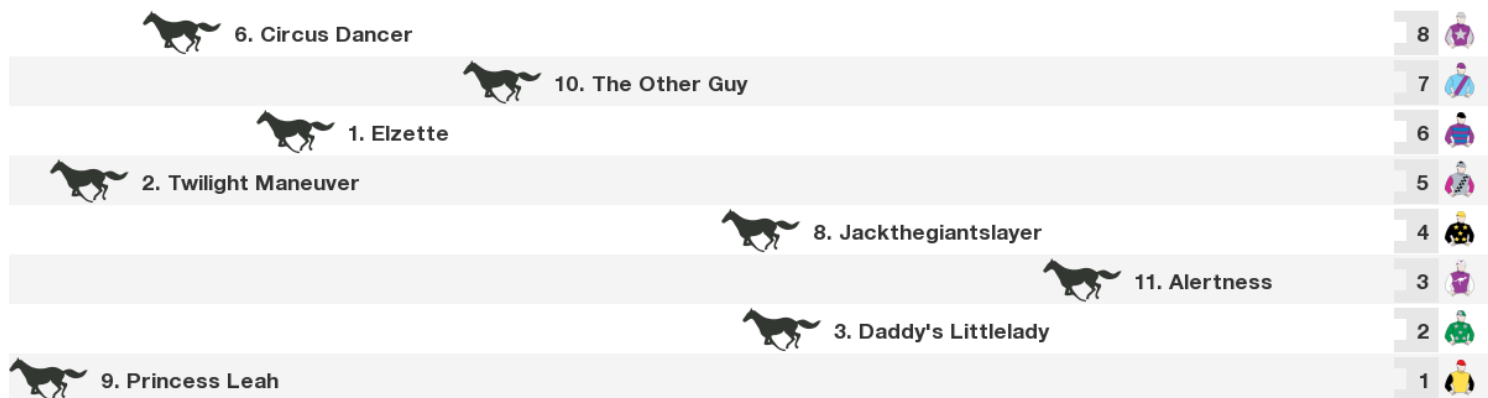 6. Circus Dancer 8
10. The Other Guy 7
1. Elzette 6
2. Twilight Maneuver 5
8. Jackthegiantslayer 4
11. Alertness 3
3. Daddy's Littlelady 2
9. Princess Leah 1